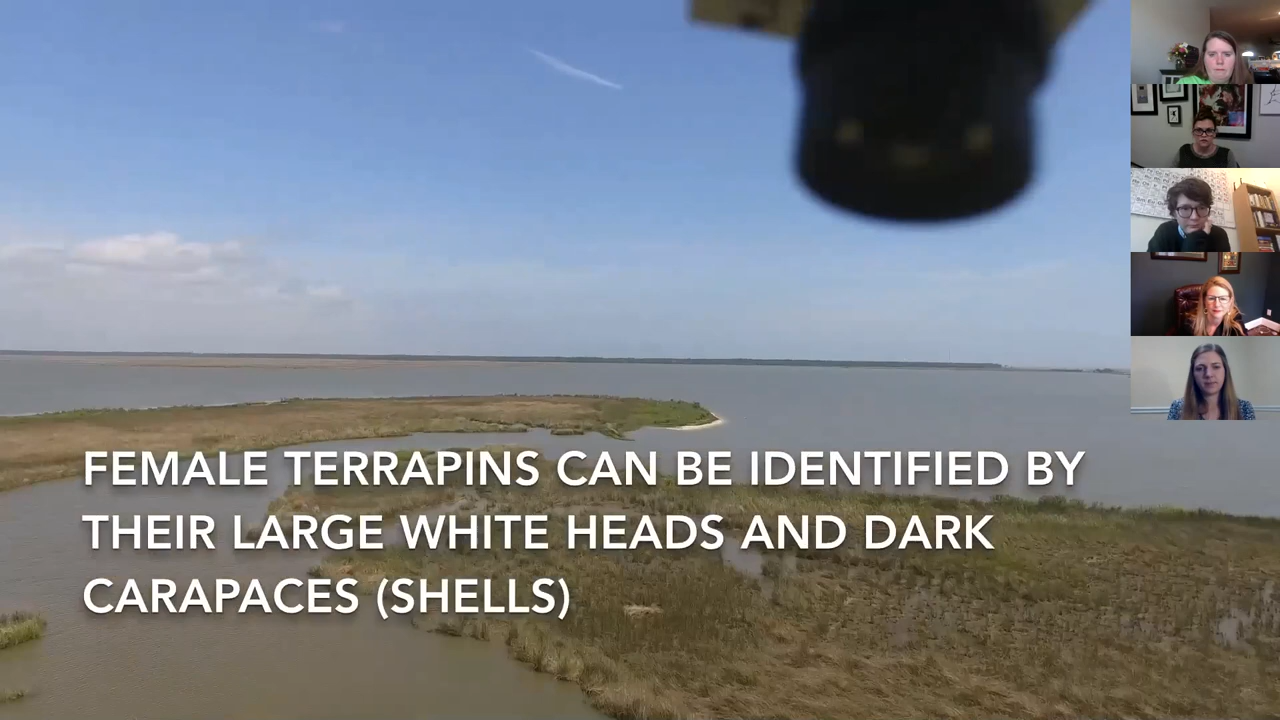 FEMALE TERRAPINS CAN BE IDENTIFIED BY
THEIR LARGE WHITE HEADS AND DARK
CARAPACES (SHELLS)